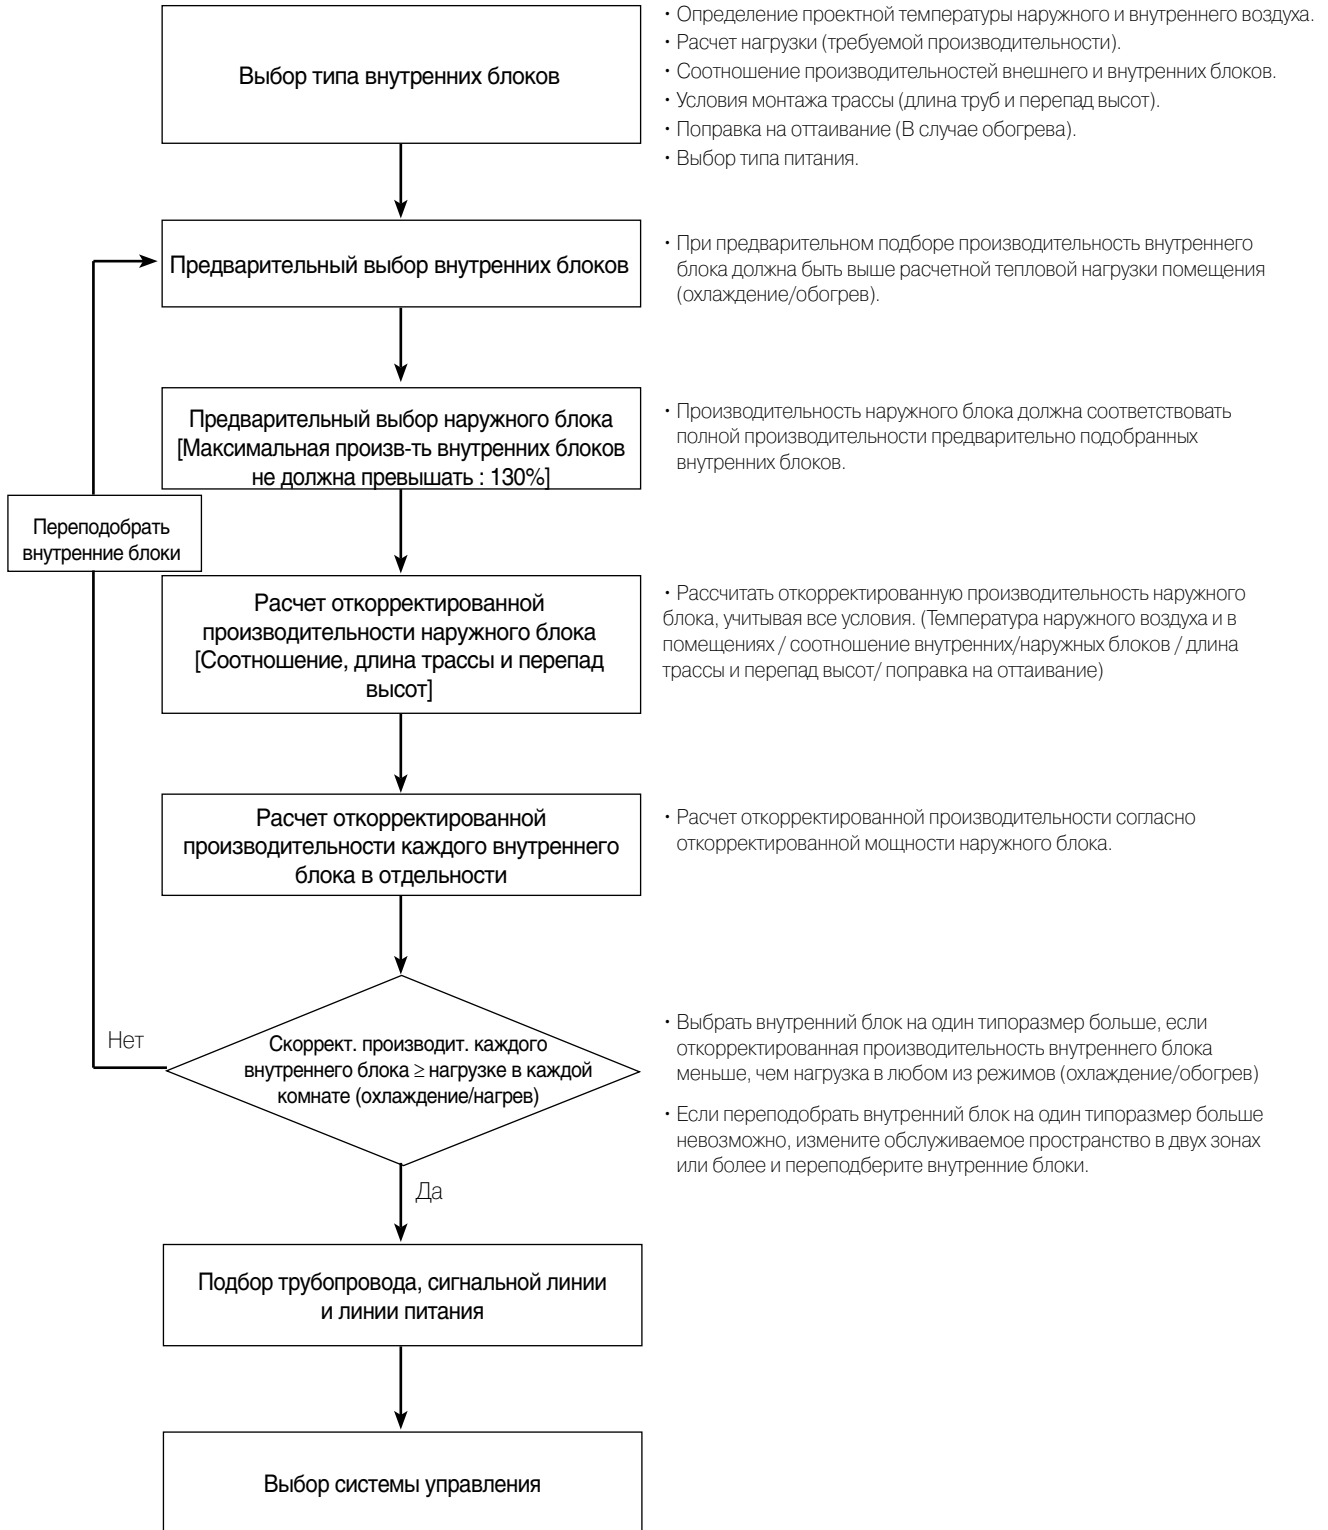 Выбор типа внутренних блоков
· Определение проектной температуры наружного и внутреннего воздуха.
· Расчет нагрузки (требуемой производительности).
· Соотношение производительностей внешнего и внутренних блоков.
· Условия монтажа трассы (длина труб и перепад высот).
· Поправка на оттаивание (В случае обогрева).
· Выбор типа питания.
Предварительный выбор внутренних блоков
· При предварительном подборе производительность внутреннего
блока должна быть выше расчетной тепловой нагрузки помещения
(охлаждение/обогрев).
Предварительный выбор наружного блока
[Максимальная произв-ть внутренних блоков
не должна превышать : 130%]
· Производительность наружного блока должна соответствовать
полной производительности предварительно подобранных
внутренних блоков.
Переподобрать
внутренние блоки
Расчет откорректированной
производительности наружного блока
[Соотношение, длина трассы и перепад
высот]
· Рассчитать откорректированную производительность наружного
блока, учитывая все условия. (Температура наружного воздуха и в
помещениях / соотношение внутренних/наружных блоков / длина
трассы и перепад высот/ поправка на оттаивание)
Расчет откорректированной
производительности каждого внутреннего
блока в отдельности
· Расчет откорректированной производительности согласно
откорректированной мощности наружного блока.
Нет
Скоррект. производит. каждого
внутреннего блока ≥ нагрузке в каждой
комнате (охлаждение/нагрев)
· Выбрать внутренний блок на один типоразмер больше, если
откорректированная производительность внутреннего блока
меньше, чем нагрузка в любом из режимов (охлаждение/обогрев)
· Если переподобрать внутренний блок на один типоразмер больше
невозможно, измените обслуживаемое пространство в двух зонах
или более и переподберите внутренние блоки.
Да
Подбор трубопровода, сигнальной линии
и линии питания
Выбор системы управления